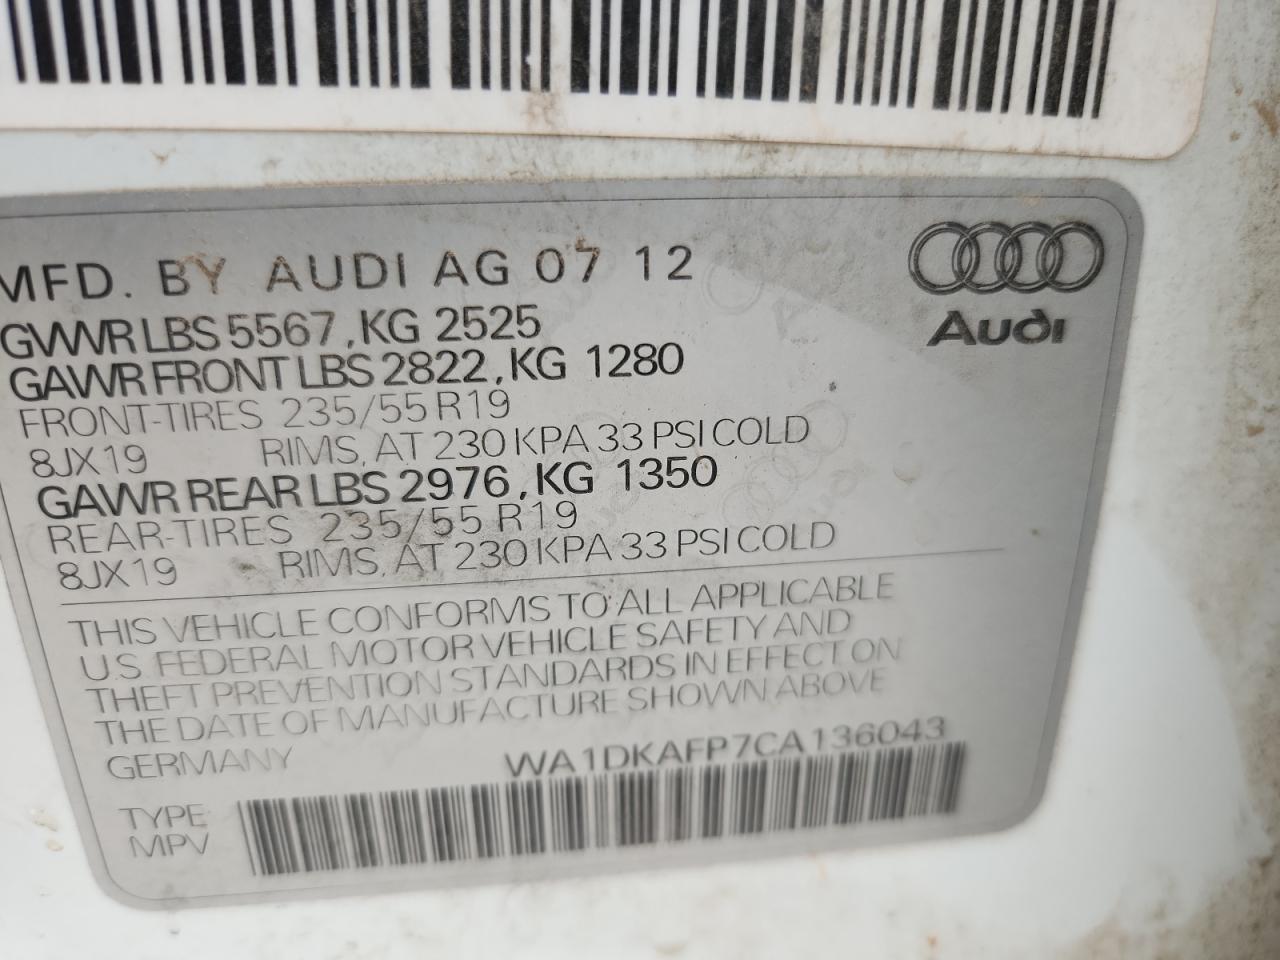 MFD. BY AUDI AG 07 12
GVWR LBS 5567, KG 2525
GAWR FRONT LBS 2822, KG 1280
FRONT-TIRES 235/55 R19
8JX19 RIMS, AT 230 KPA 33 PSI COLD
GAWR REAR LBS 2976, KG 1350
REAR-TIRES 235/55 R19
8JX19 RIMS, AT 230 KPA 33 PSI COLD
THIS VEHICLE CONFORMS TO ALL APPLICABLE
U.S. FEDERAL MOTOR VEHICLE SAFETY AND
THEFT PREVENTION STANDARDS IN EFFECT ON
THE DATE OF MANUFACTURE SHOWN ABOVE
GERMANY WA1DKAFP7CA136043
TYPE
MPV
Audi